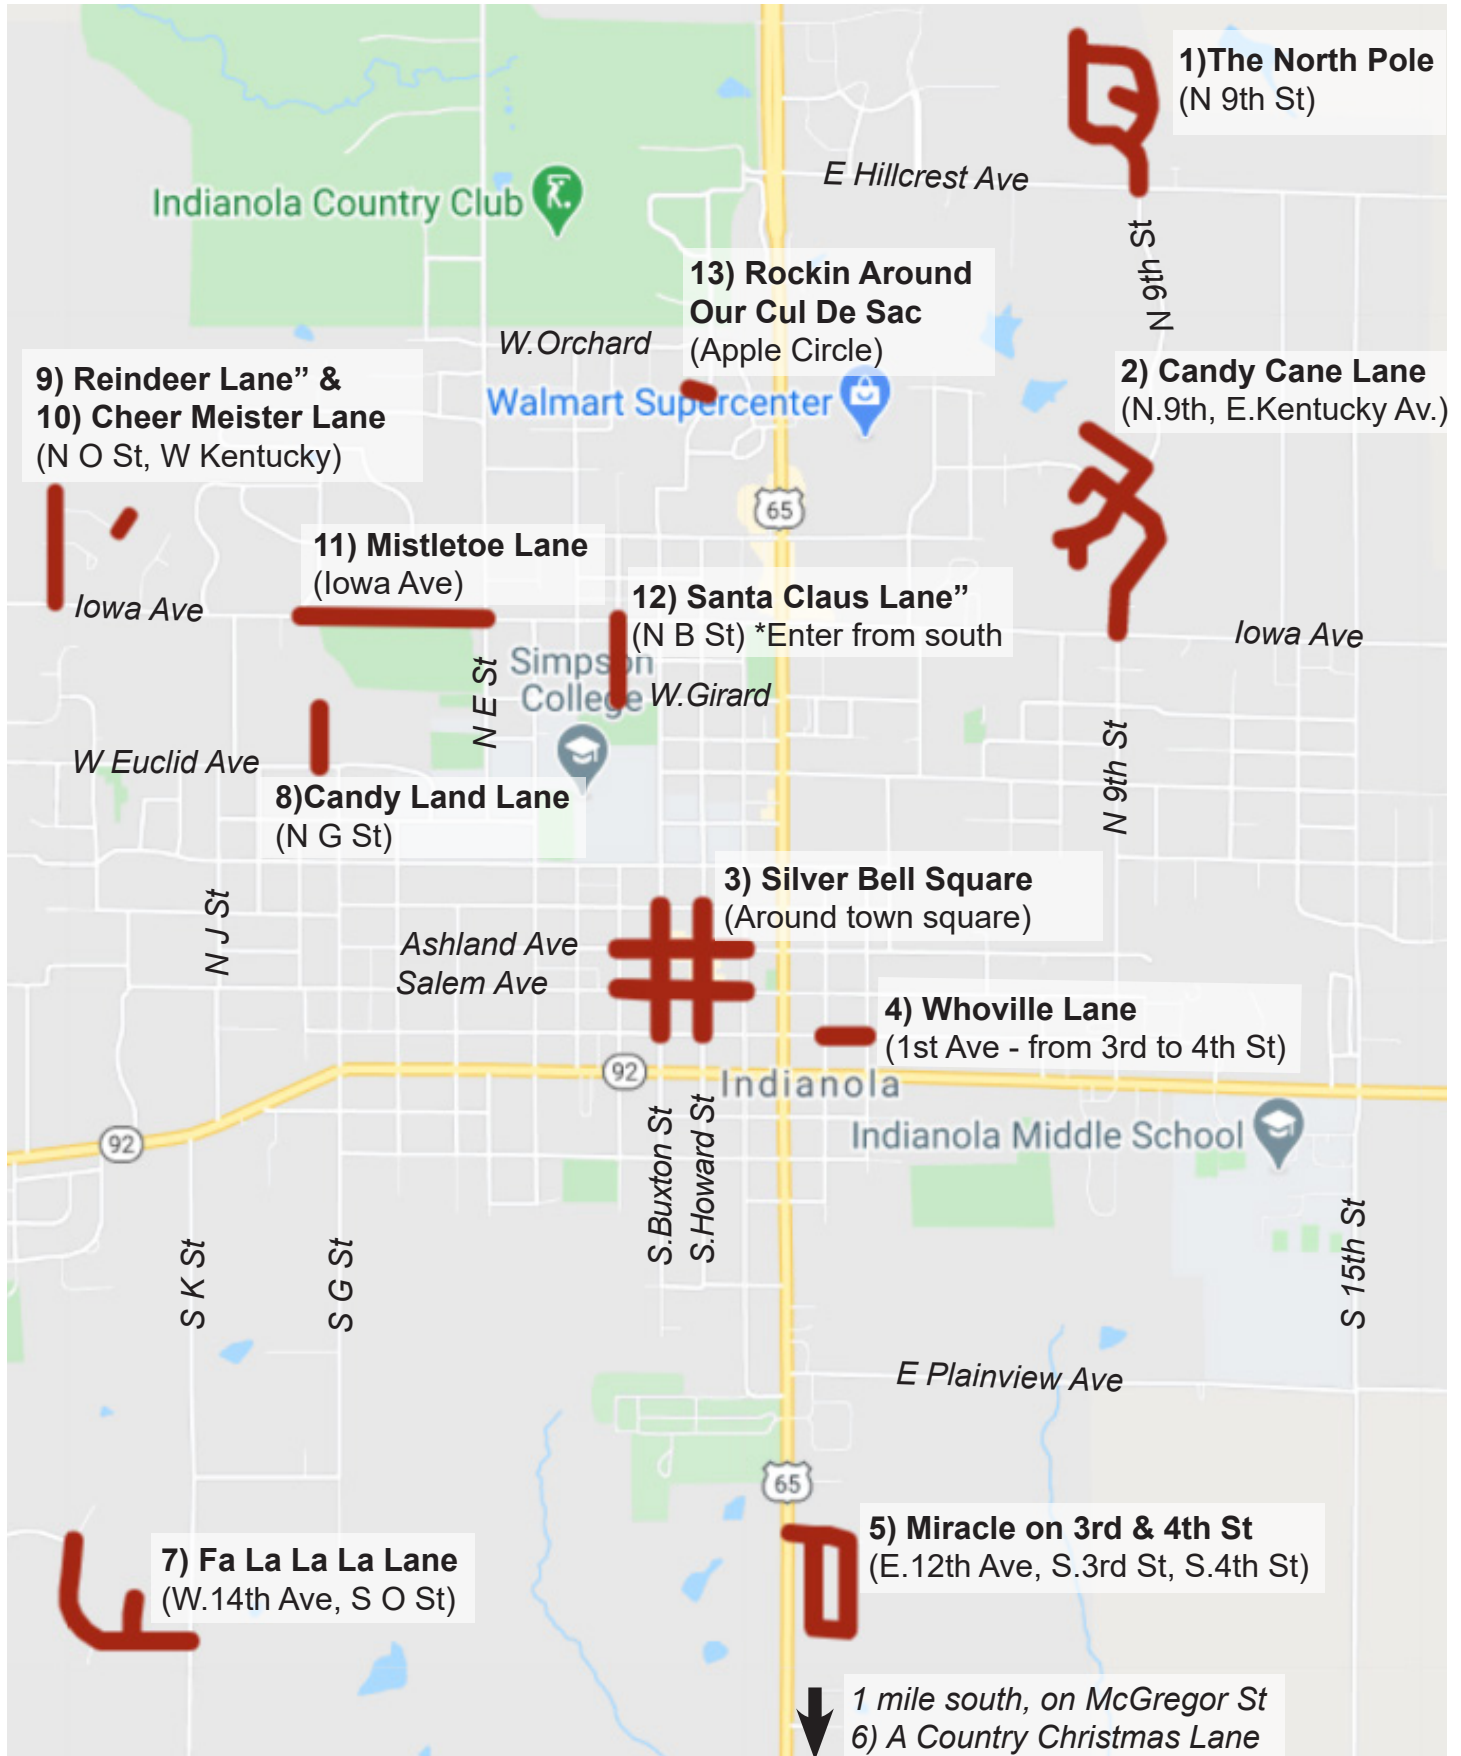 1)The North Pole
(N 9th St)
E Hillcrest Ave
Indianola Country Club
N 9th St
13) Rockin Around
Our Cul De Sac
(Apple Circle)
W.Orchard
Walmart Supercenter
2) Candy Cane Lane
(N.9th, E.Kentucky Av.)
9) Reindeer Lane” &
10) Cheer Meister Lane
(N O St, W Kentucky)
65
11) Mistletoe Lane
(Iowa Ave)
Iowa Ave
12) Santa Claus Lane”
(N B St) *Enter from south
Iowa Ave
Simpson
College
N E St
W.Girard
W Euclid Ave
N 9th St
8)Candy Land Lane
(N G St)
3) Silver Bell Square
(Around town square)
N J St
Ashland Ave
Salem Ave
4) Whoville Lane
(1st Ave - from 3rd to 4th St)
92
Indianola
92
Indianola Middle School
S.Buxton St
S.Howard St
S K St
S G St
S 15th St
E Plainview Ave
65
5) Miracle on 3rd & 4th St
(E.12th Ave, S.3rd St, S.4th St)
7) Fa La La La Lane
(W.14th Ave, S O St)
1 mile south, on McGregor St
6) A Country Christmas Lane